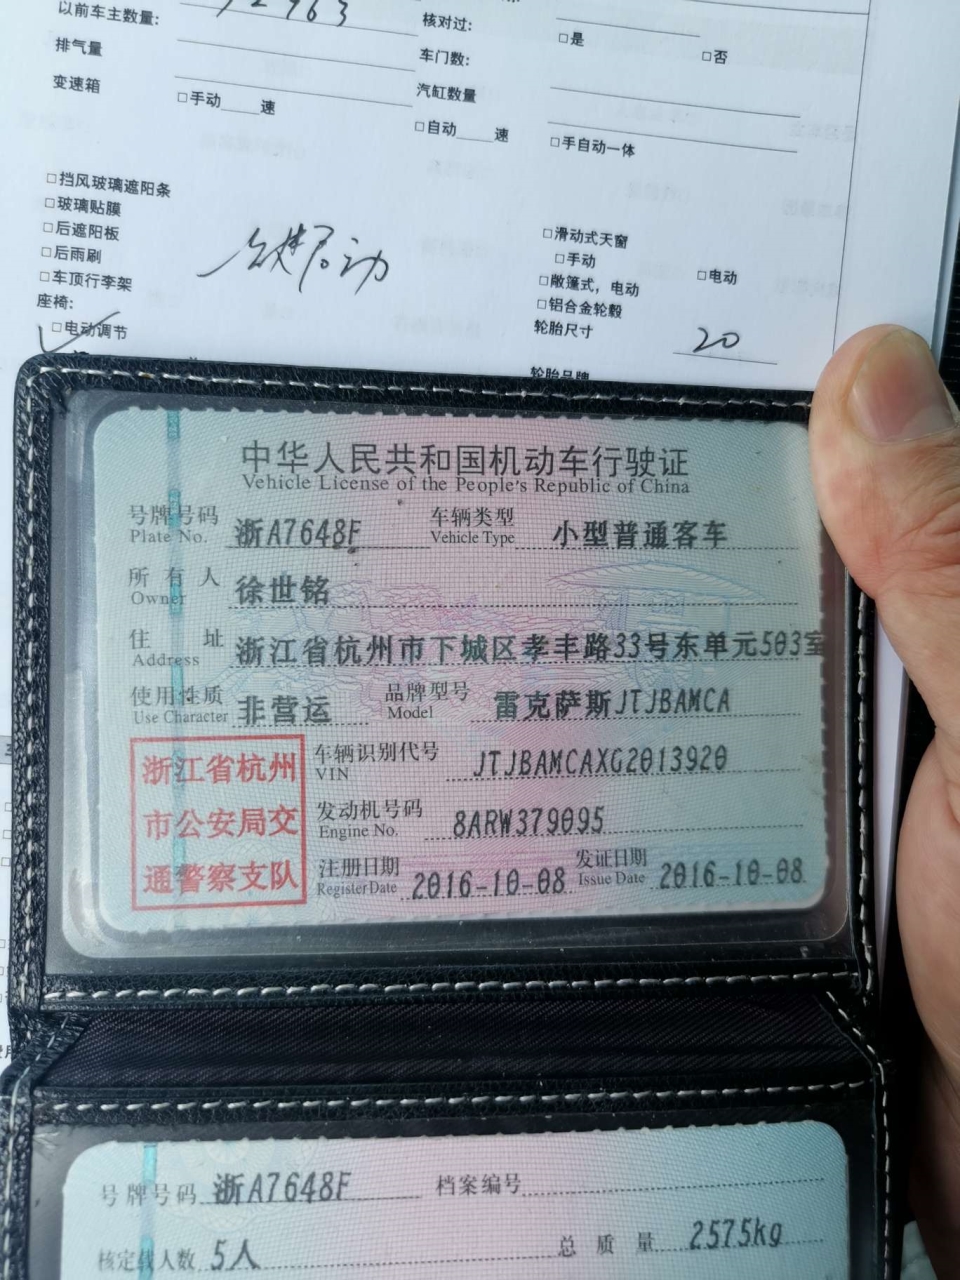 以前车主数量:
核对过:
□是
□否
排气量
车门数:
变速箱
□手动____速
汽缸数量
□自动____速
□手自动一体
□挡风玻璃遮阳条
□玻璃贴膜
□后遮阳板
□后雨刷
□车顶行李架
座椅:
□电动调节
□滑动式天窗
□手动
□电动
□敞篷式，电动
□铝合金轮毂
轮胎尺寸 20
轮胎品牌
中华人民共和国机动车行驶证
Vehicle License of the People's Republic of China
号牌号码 浙A7648F 车辆类型 小型普通客车
Plate No. Vehicle Type
所有人 徐世铭
Owner
住址 浙江省杭州市下城区孝丰路33号东单元503室
Address
使用性质 非营运 品牌型号 雷克萨斯JTJBAMCA
Use Character Model
浙江省杭州
市公安局交
通警察支队
车辆识别代号 JTJBAMCAXG2013920
VIN
发动机号码 8ARW379095
Engine No.
注册日期 2016-10-08 发证日期 2016-10-08
Register Date Issue Date
号牌号码 浙A7648F 档案编号
核定载人数 5人 总质量 2575kg